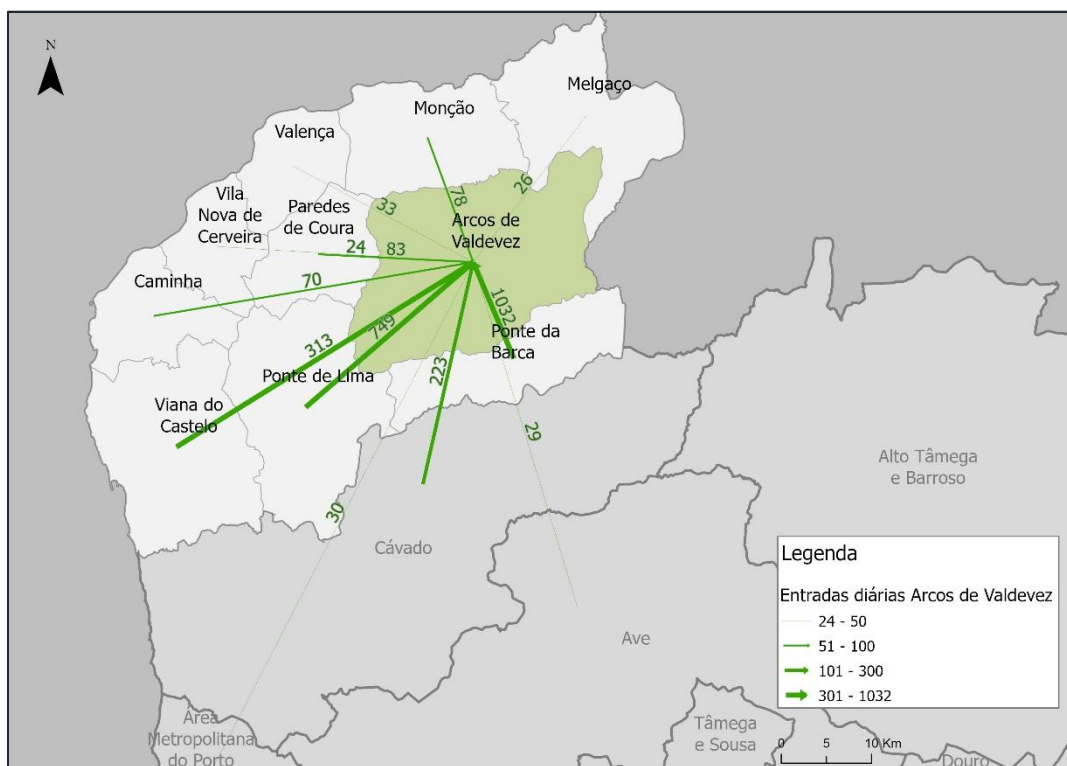 N
Melgaço
Monção
Valença
Vila
Nova de
Cerveira
Paredes
de Coura
Arcos de
Valdevez
Caminha
78
26
33
24
83
70
1032
313
749
223
Ponte da
Barca
Ponte de Lima
Viana do
Castelo
29
30
Alto Tâmega
e Barroso
Cávado
Ave
Área
Metropolitana
do Porto
Tâmega
e Sousa
Douro
Legenda
Entradas diárias Arcos de Valdevez
24 - 50
51 - 100
101 - 300
301 - 1032
0 5 10 Km